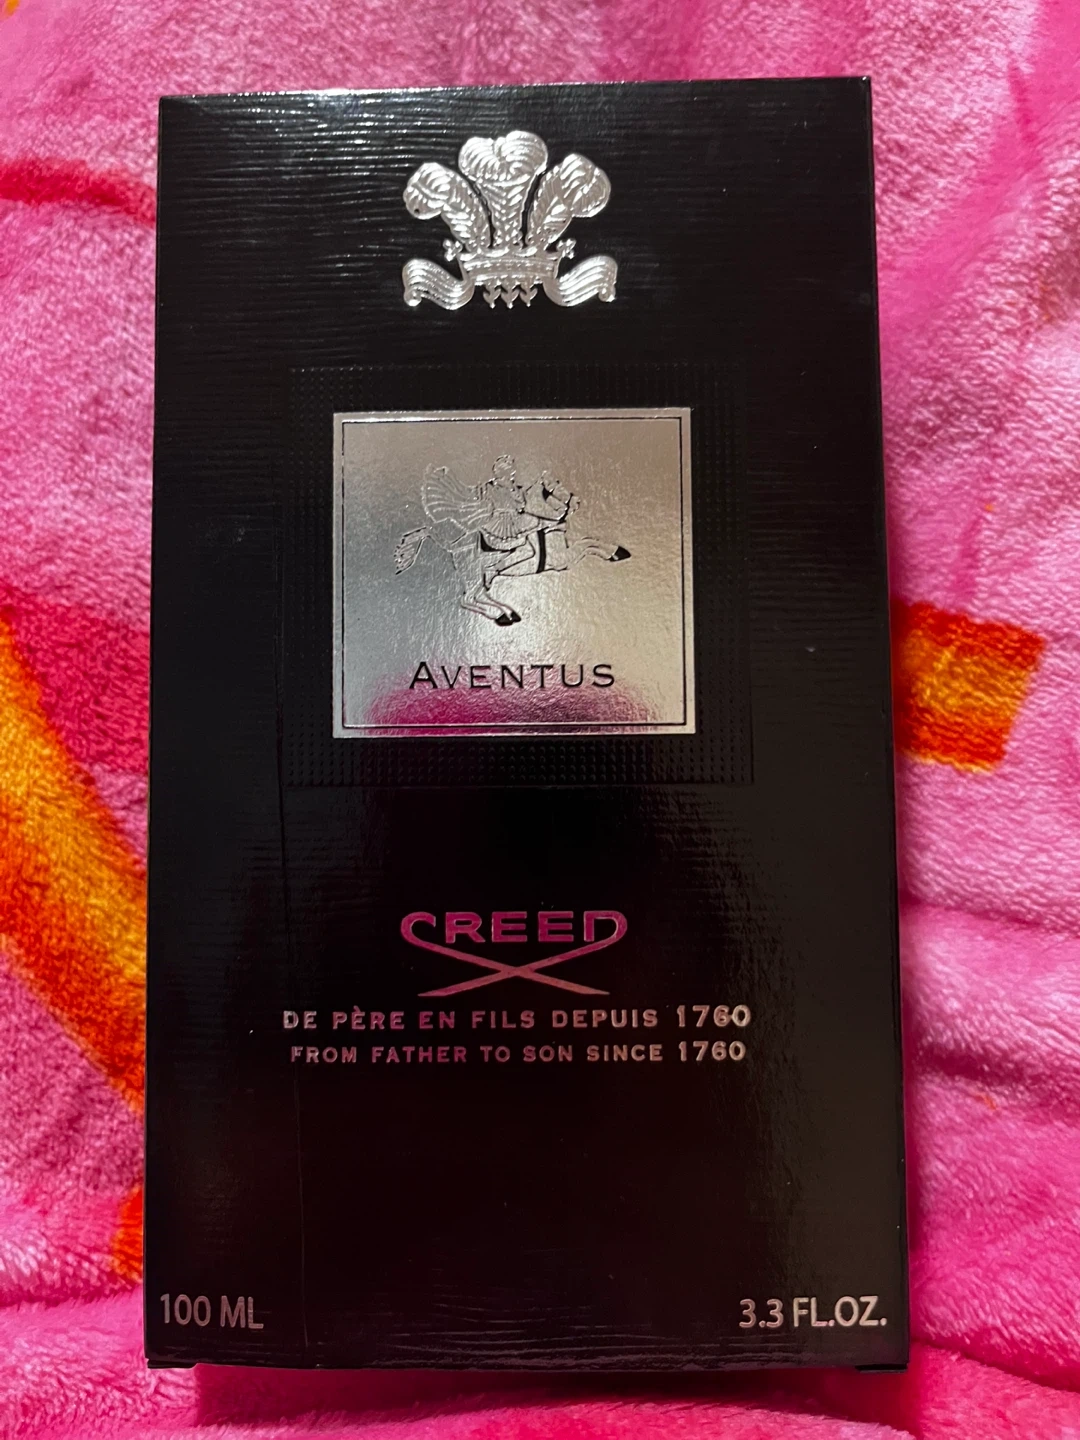 AVENTUS
CREED
DE PÈRE EN FILS DEPUIS 1760
FROM FATHER TO SON SINCE 1760
100 ML
3.3 FL.OZ.